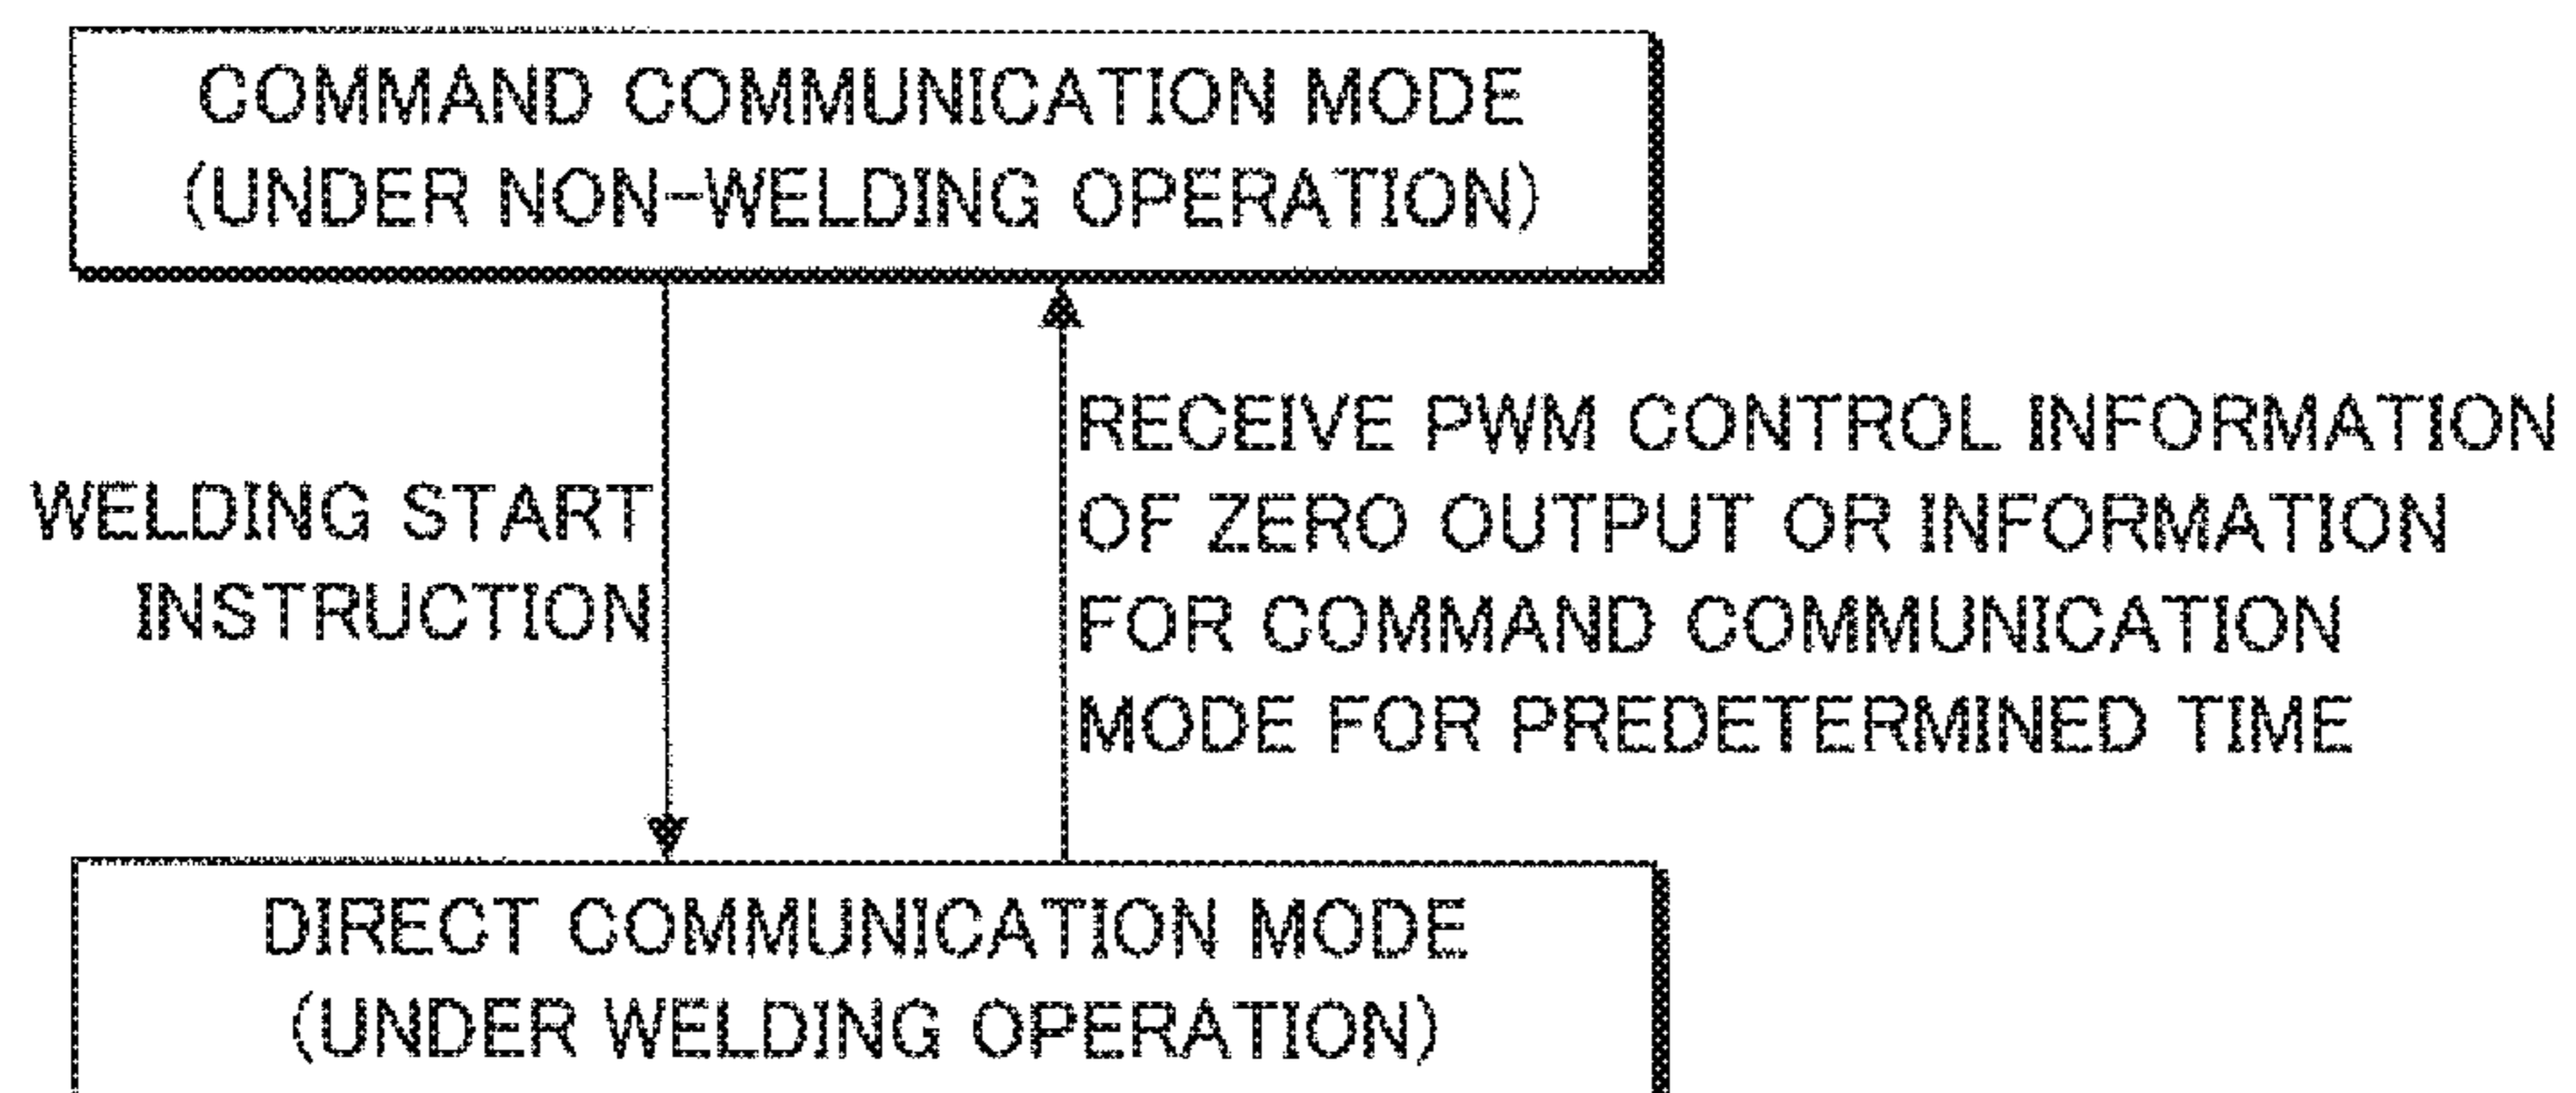 COMMAND COMMUNICATION MODE
(UNDER NON-WELDING OPERATION)
WELDING START
INSTRUCTION
RECEIVE PWM CONTROL INFORMATION
OF ZERO OUTPUT OR INFORMATION
FOR COMMAND COMMUNICATION
MODE FOR PREDETERMINED TIME
DIRECT COMMUNICATION MODE
(UNDER WELDING OPERATION)